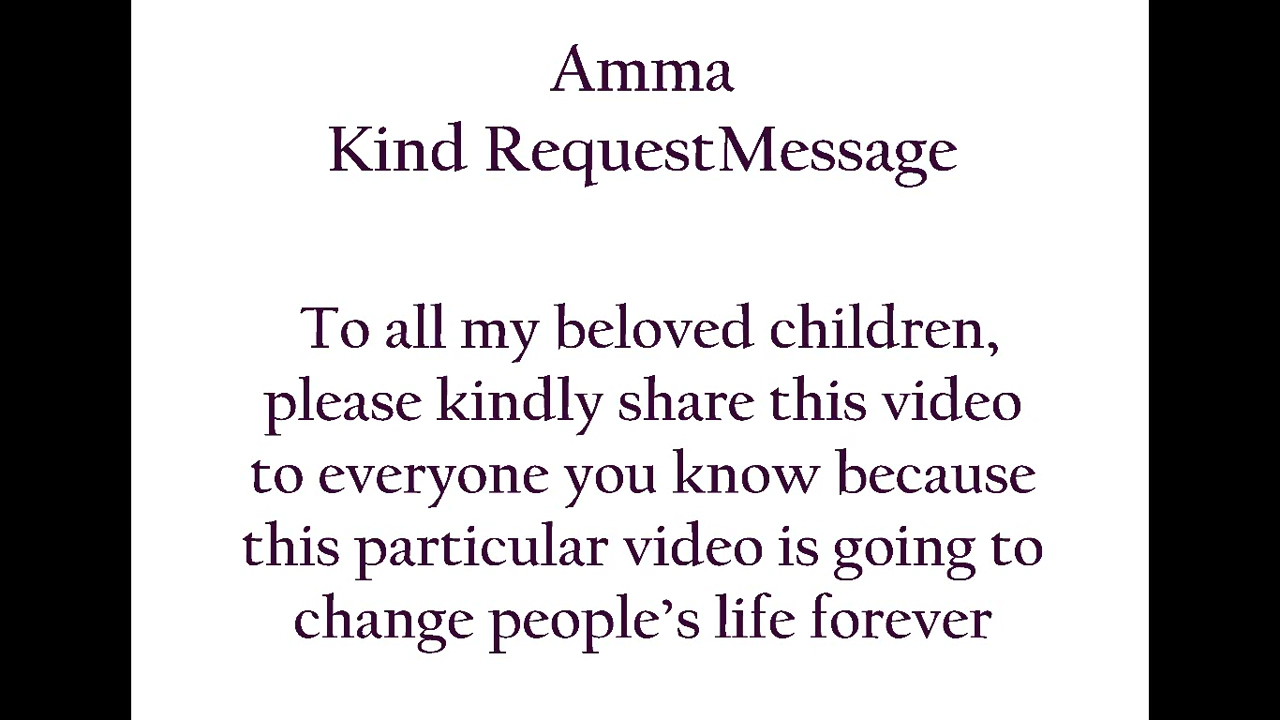 Amma
Kind RequestMessage
To all my beloved children,
please kindly share this video
to everyone you know because
this particular video is going to
change people's life forever